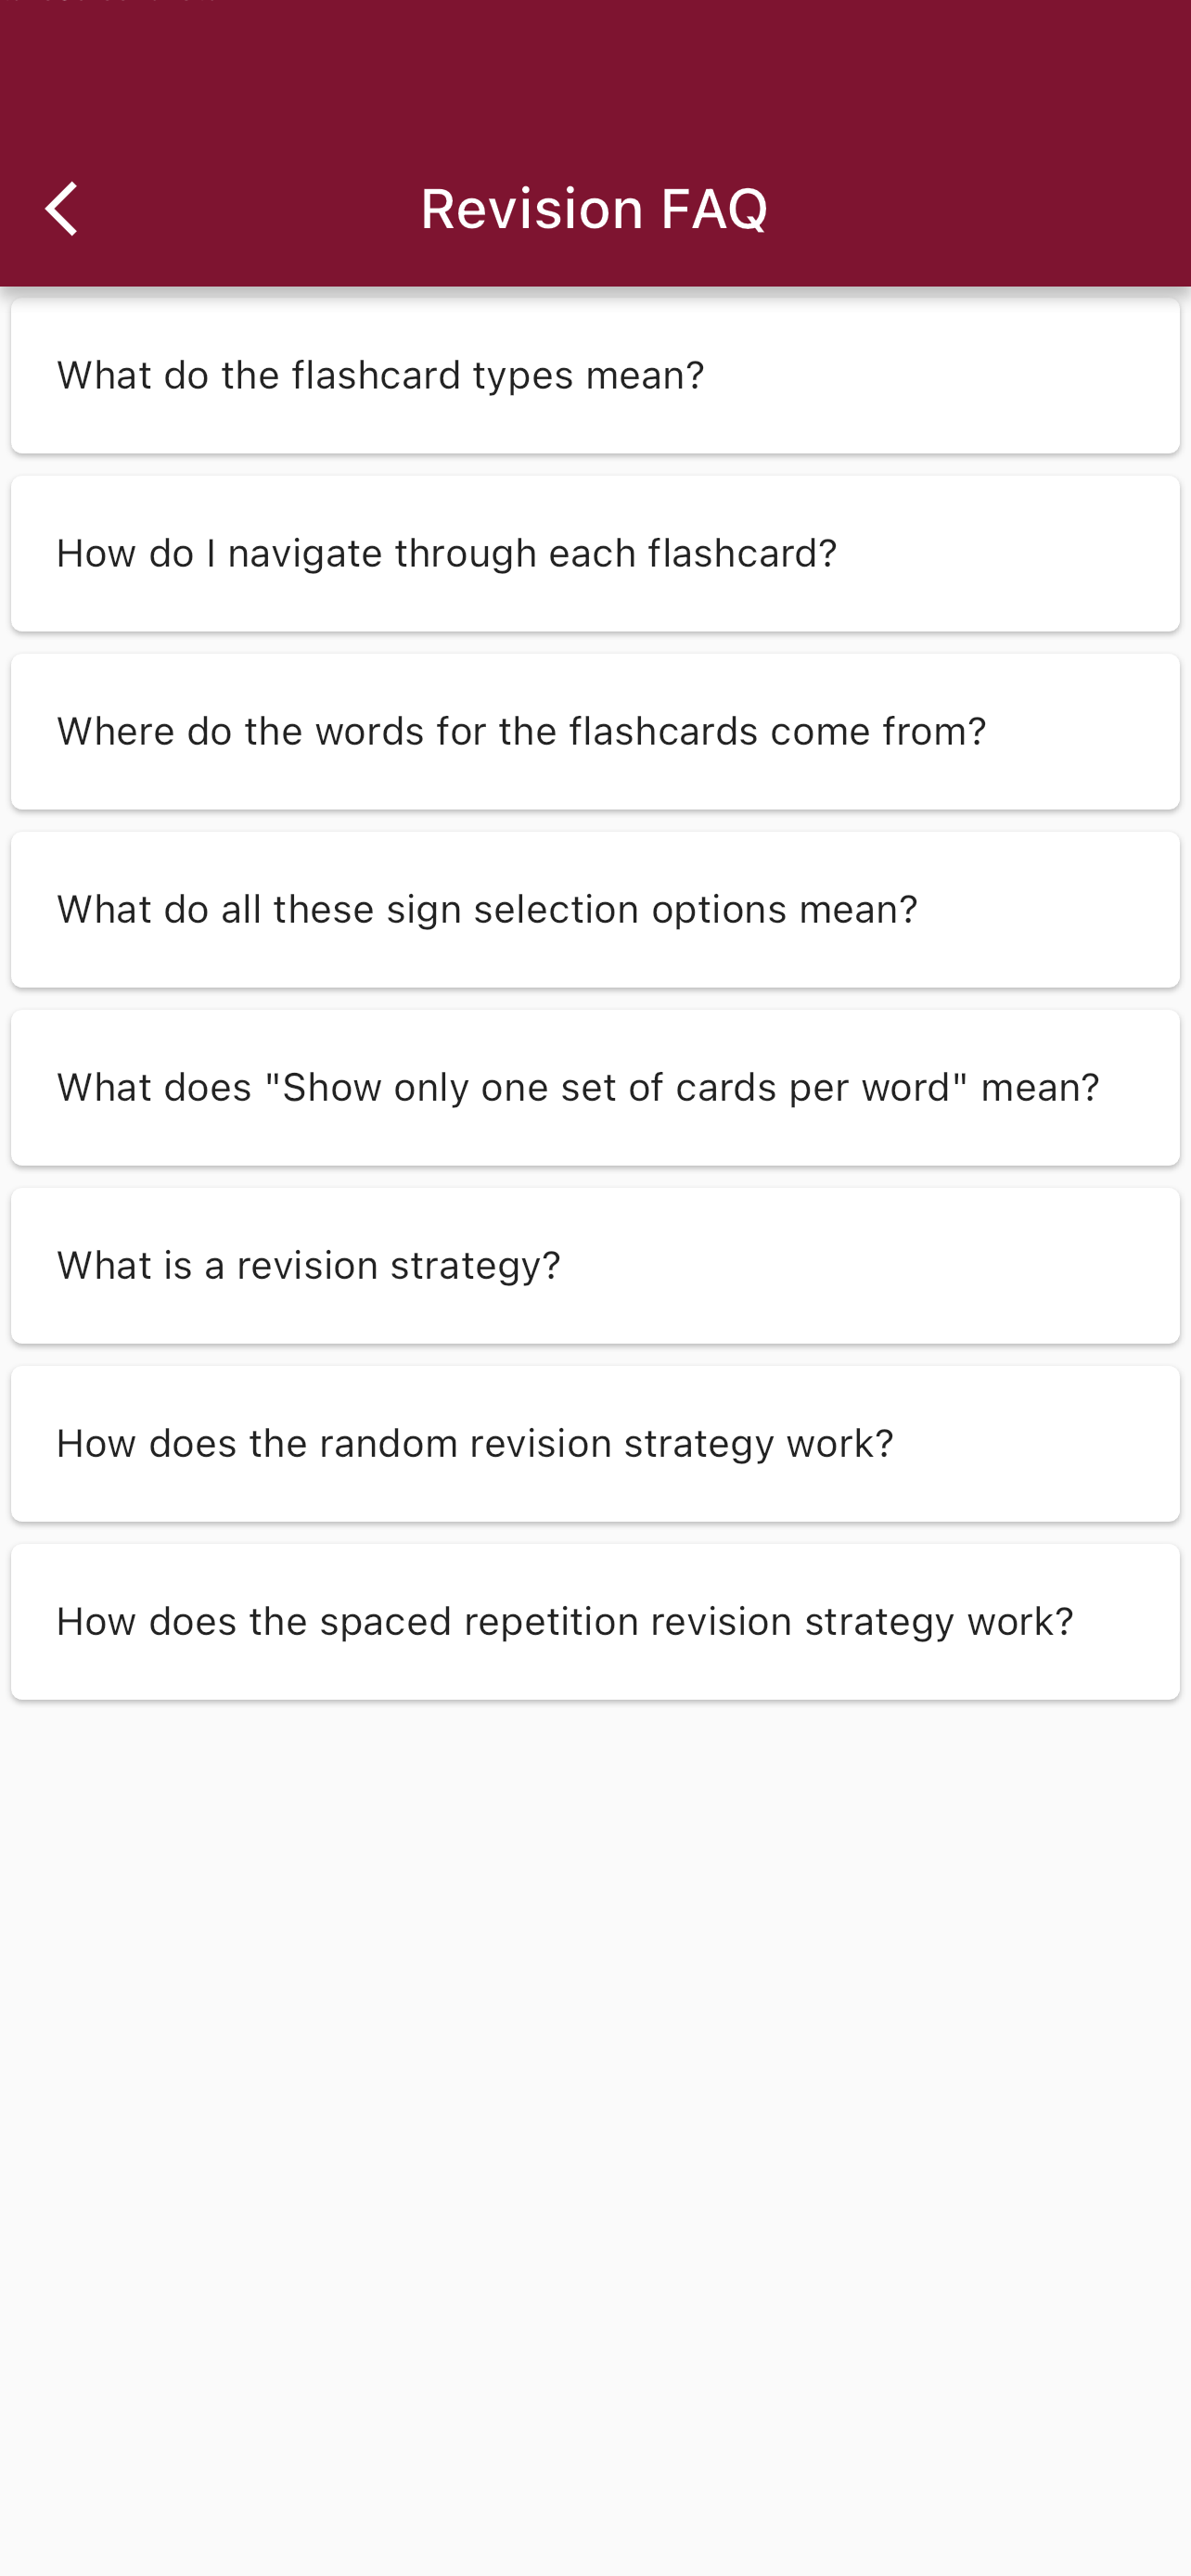 Revision FAQ
What do the flashcard types mean?
How do I navigate through each flashcard?
Where do the words for the flashcards come from?
What do all these sign selection options mean?
What does "Show only one set of cards per word" mean?
What is a revision strategy?
How does the random revision strategy work?
How does the spaced repetition revision strategy work?